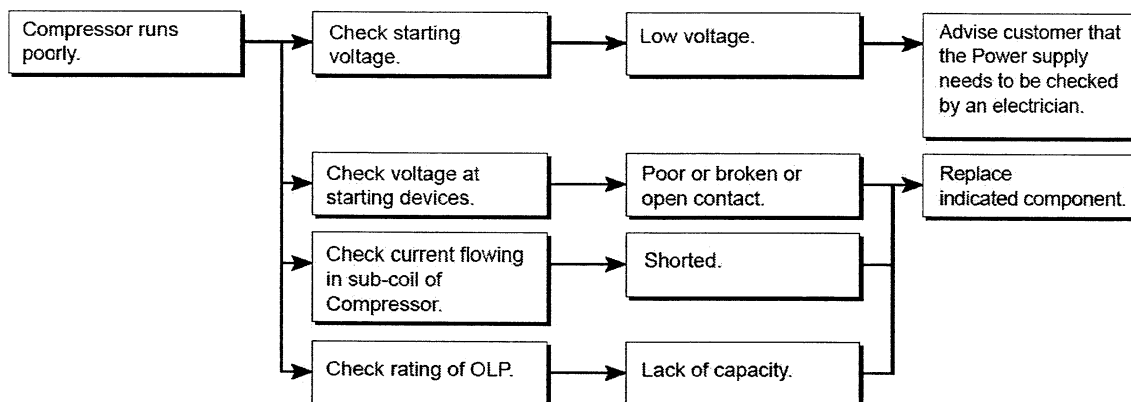 Compressor runs
poorly.
Check starting
voltage.
Low voltage.
Advise customer that
the Power supply
needs to be checked
by an electrician.
Check voltage at
starting devices.
Poor or broken or
open contact.
Replace
indicated component.
Check current flowing
in sub-coil of
Compressor.
Shorted.
Check rating of OLP.
Lack of capacity.